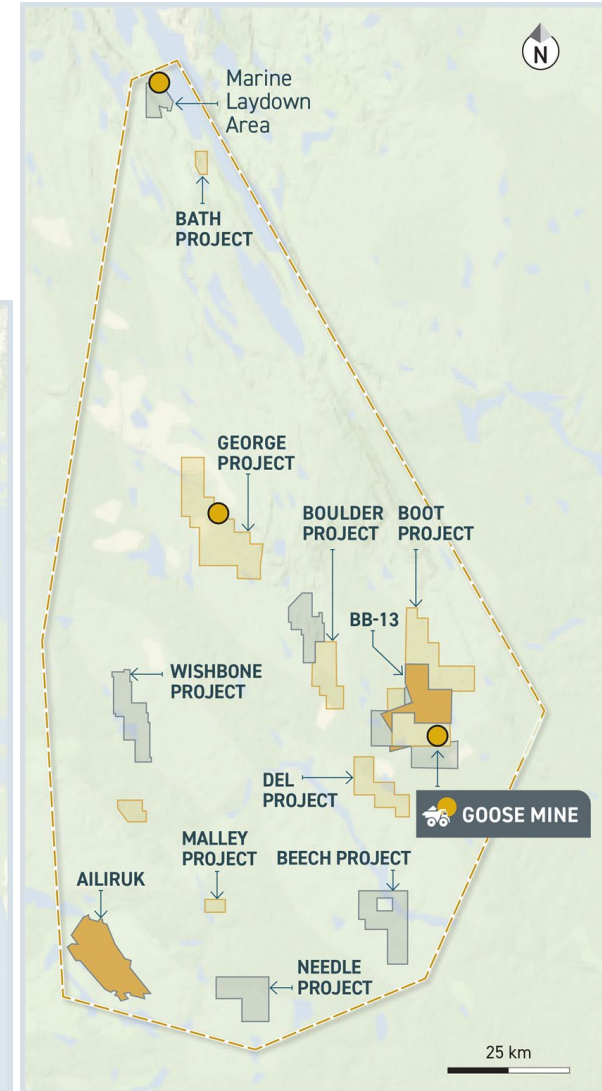 N
Marine
Laydown
Area
BATH
PROJECT
GEORGE
PROJECT
BOULDER
PROJECT
BOOT
PROJECT
BB-13
WISHBONE
PROJECT
DEL
PROJECT
GOOSE MINE
MALLEY
PROJECT
BEECH PROJECT
AILIRUK
NEEDLE
PROJECT
25 km